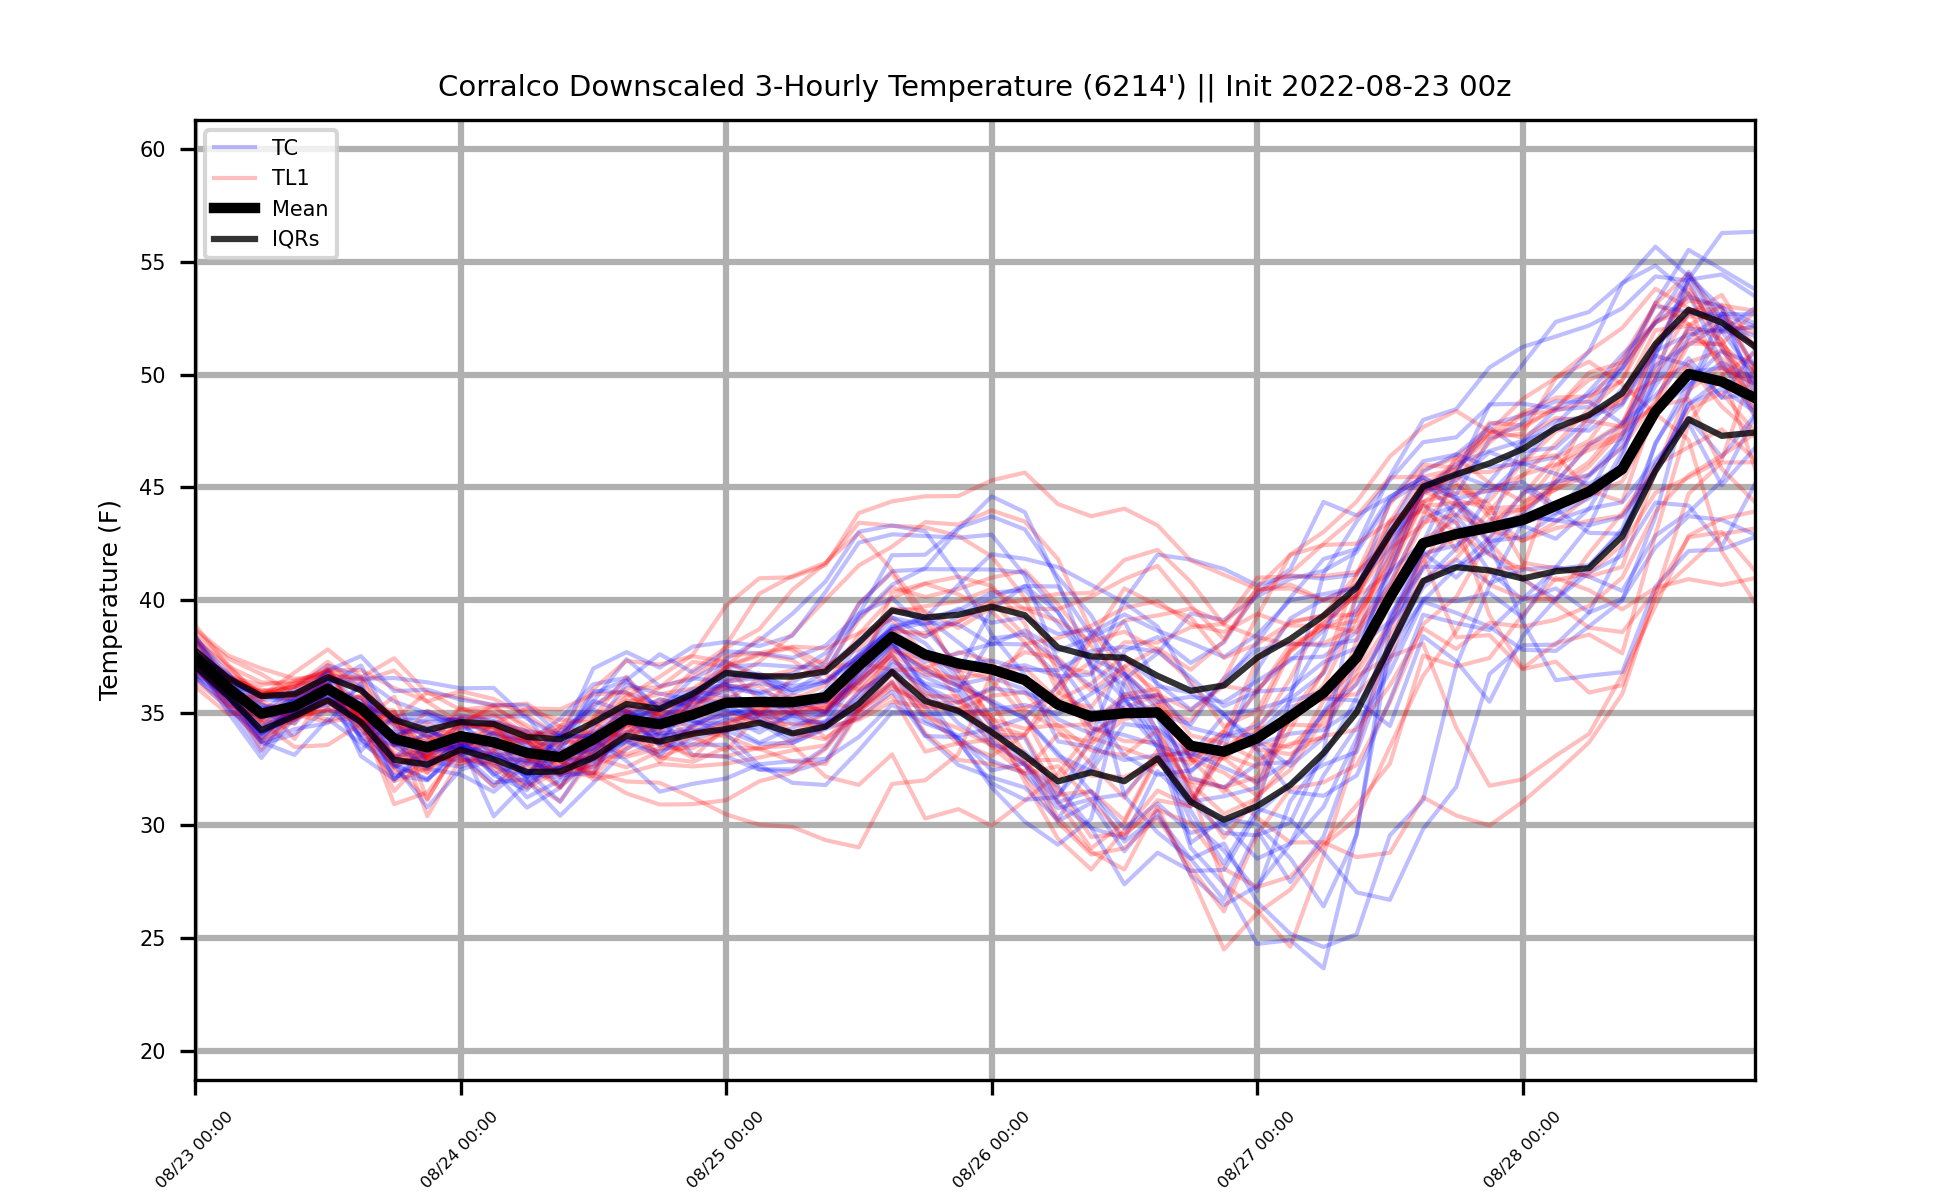 Corralco Downscaled 3-Hourly Temperature (6214') || Init 2022-08-23 00z
TC
TL1
Mean
IQRs
Temperature (F)
60
55
50
45
40
35
30
25
20
08/23 00:00
08/24 00:00
08/25 00:00
08/26 00:00
08/27 00:00
08/28 00:00